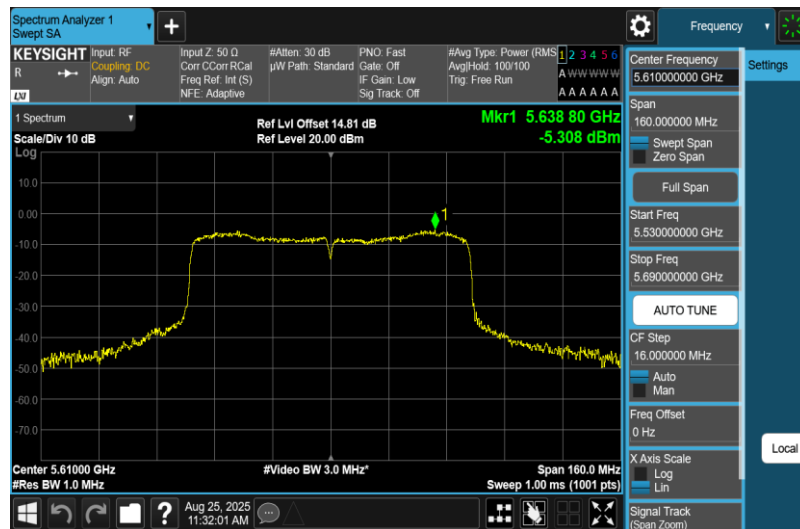 Spectrum Analyzer 1
Swept SA
+
Frequency
KEYSIGHT
R
LXI
Input: RF
Coupling: DC
Align: Auto
Input Z: 50 Ω
Corr CCorr RCal
Freq Ref: Int (S)
NFE: Adaptive
#Atten: 30 dB
µW Path: Standard
PNO: Fast
Gate: Off
IF Gain: Low
Sig Track: Off
#Avg Type: Power (RMS
Avg|Hold: 100/100
Trig: Free Run
1 2 3 4 5 6
A W W W W W
A A A A A A
1 Spectrum
Scale/Div 10 dB
Log
Ref Lvl Offset 14.81 dB
Ref Level 20.00 dBm
Mkr1 5.638 80 GHz
-5.308 dBm
10.0
0.00
-10.0
-20.0
-30.0
-40.0
-50.0
-60.0
-70.0
1
Center 5.61000 GHz
#Res BW 1.0 MHz
#Video BW 3.0 MHz*
Span 160.0 MHz
Sweep 1.00 ms (1001 pts)
Center Frequency
5.610000000 GHz
Settings
Span
160.000000 MHz
Swept Span
Zero Span
Full Span
Start Freq
5.530000000 GHz
Stop Freq
5.690000000 GHz
AUTO TUNE
CF Step
16.000000 MHz
Auto
Man
Freq Offset
0 Hz
Local
X Axis Scale
Log
Lin
Signal Track
(Span Zoom)
?
Aug 25, 2025
11:32:01 AM